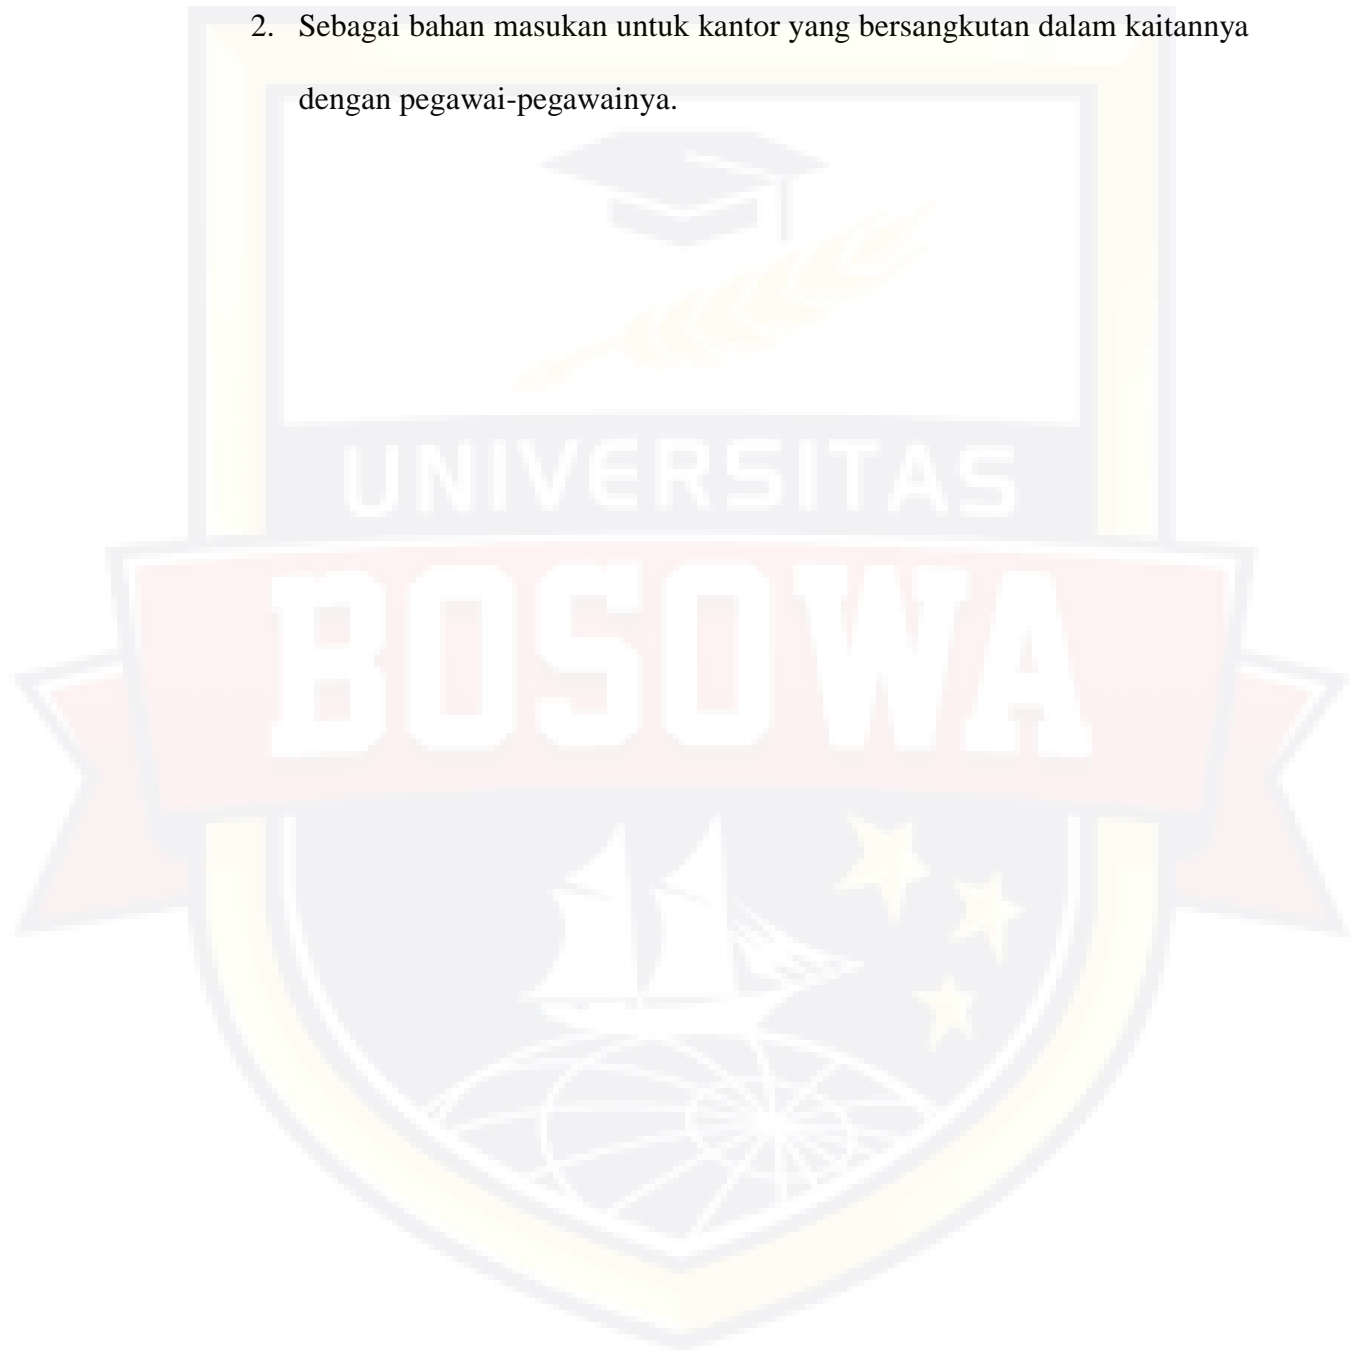 2. Sebagai bahan masukan untuk kantor yang bersangkutan dalam kaitannya
dengan pegawai-pegawainya.
UNIVERSITAS
BOSOWA